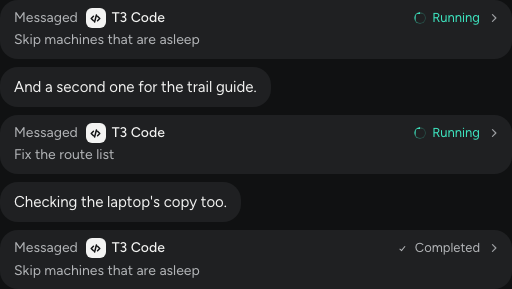 Messaged T3 Code Running
Skip machines that are asleep
And a second one for the trail guide.
Messaged T3 Code Running
Fix the route list
Checking the laptop's copy too.
Messaged T3 Code Completed
Skip machines that are asleep